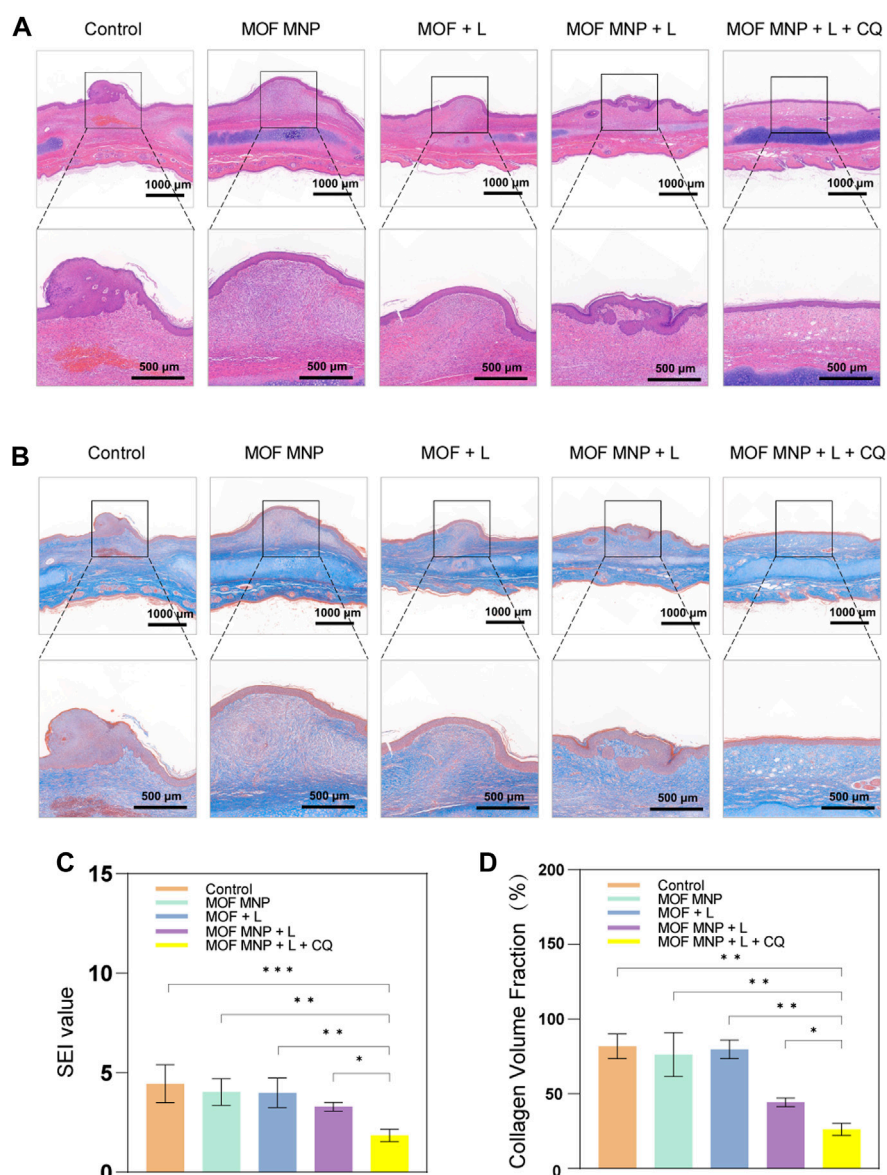 A
Control MOF MNP MOF + L MOF MNP + L MOF MNP + L + CQ
1000 µm 1000 µm 1000 µm 1000 µm 1000 µm
500 µm 500 µm 500 µm 500 µm 500 µm
B
Control MOF MNP MOF + L MOF MNP + L MOF MNP + L + CQ
1000 µm 1000 µm 1000 µm 1000 µm 1000 µm
500 µm 500 µm 500 µm 500 µm 500 µm
C
SEI value
15
10
5
0
Control
MOF MNP
MOF + L
MOF MNP + L
MOF MNP + L + CQ
***
**
**
*
D
Collagen Volume Fraction（%）
200
150
100
50
0
Control
MOF MNP
MOF + L
MOF MNP + L
MOF MNP + L + CQ
**
**
**
*